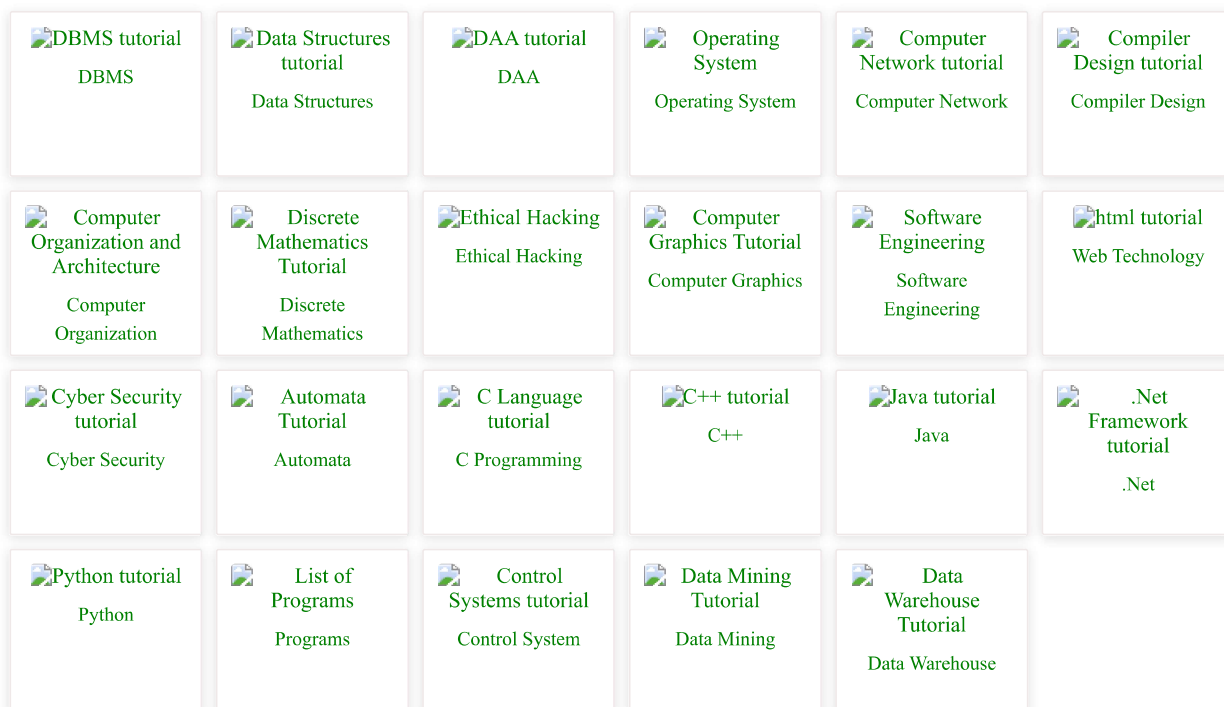 DBMS tutorial
DBMS
Data Structures
tutorial
Data Structures
DAA tutorial
DAA
Operating
System
Operating System
Computer
Network tutorial
Computer Network
Compiler
Design tutorial
Compiler Design
Computer
Organization and
Architecture
Computer
Organization
Discrete
Mathematics
Tutorial
Discrete
Mathematics
Ethical Hacking
Ethical Hacking
Computer
Graphics Tutorial
Computer Graphics
Software
Engineering
Software
Engineering
html tutorial
Web Technology
Cyber Security
tutorial
Cyber Security
Automata
Tutorial
Automata
C Language
tutorial
C Programming
C++ tutorial
C++
Java tutorial
Java
.Net
Framework
tutorial
.Net
Python tutorial
Python
List of
Programs
Programs
Control
Systems tutorial
Control System
Data Mining
Tutorial
Data Mining
Data
Warehouse
Tutorial
Data Warehouse